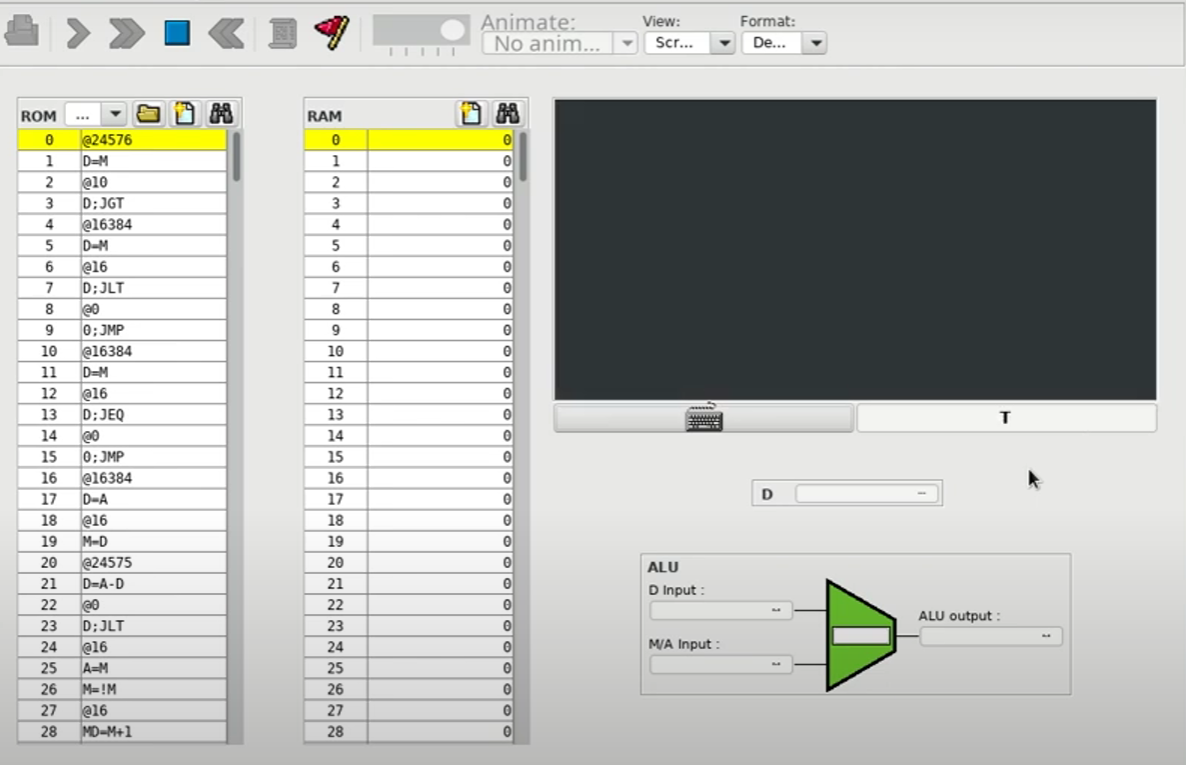 Animate:
No anim...
View:
Scr...
Format:
De...
ROM ...
0 @24576
1 D=M
2 @10
3 D;JGT
4 @16384
5 D=M
6 @16
7 D;JLT
8 @0
9 0;JMP
10 @16384
11 D=M
12 @16
13 D;JEQ
14 @0
15 0;JMP
16 @16384
17 D=A
18 @16
19 M=D
20 @24575
21 D=A-D
22 @0
23 D;JLT
24 @16
25 A=M
26 M=!M
27 @16
28 MD=M+1
RAM
0 0
1 0
2 0
3 0
4 0
5 0
6 0
7 0
8 0
9 0
10 0
11 0
12 0
13 0
14 0
15 0
16 0
17 0
18 0
19 0
20 0
21 0
22 0
23 0
24 0
25 0
26 0
27 0
28 0
T
D
ALU
D Input :
M/A Input :
ALU output :